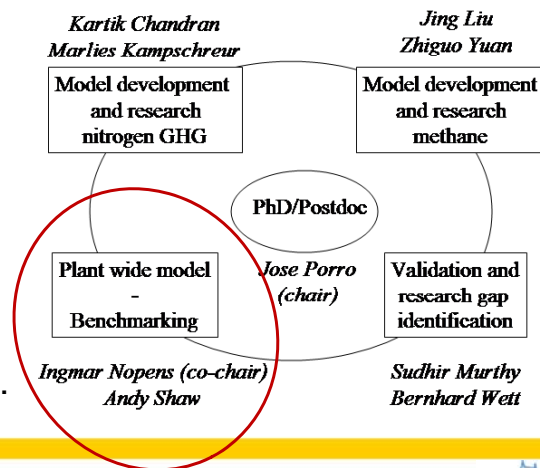 Kartik Chandran
Marlies Kampschreur
Model development
and research
nitrogen GHG
Jing Liu
Zhiguo Yuan
Model development
and research
methane
PhD/Postdoc
Jose Porro
(chair)
Plant wide model
-
Benchmarking
Ingmar Nopens (co-chair)
Andy Shaw
Validation and
research gap
identification
Sudhir Murthy
Bernhard Wett
.